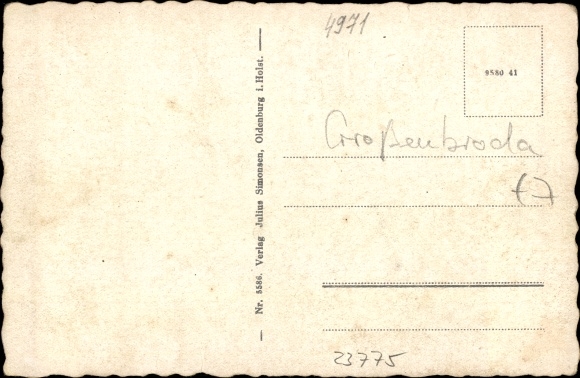 4971
9580 41
Großenbroda
Nr. 5586. Verlag Julius Simonsen, Oldenburg i. Holst.
23775